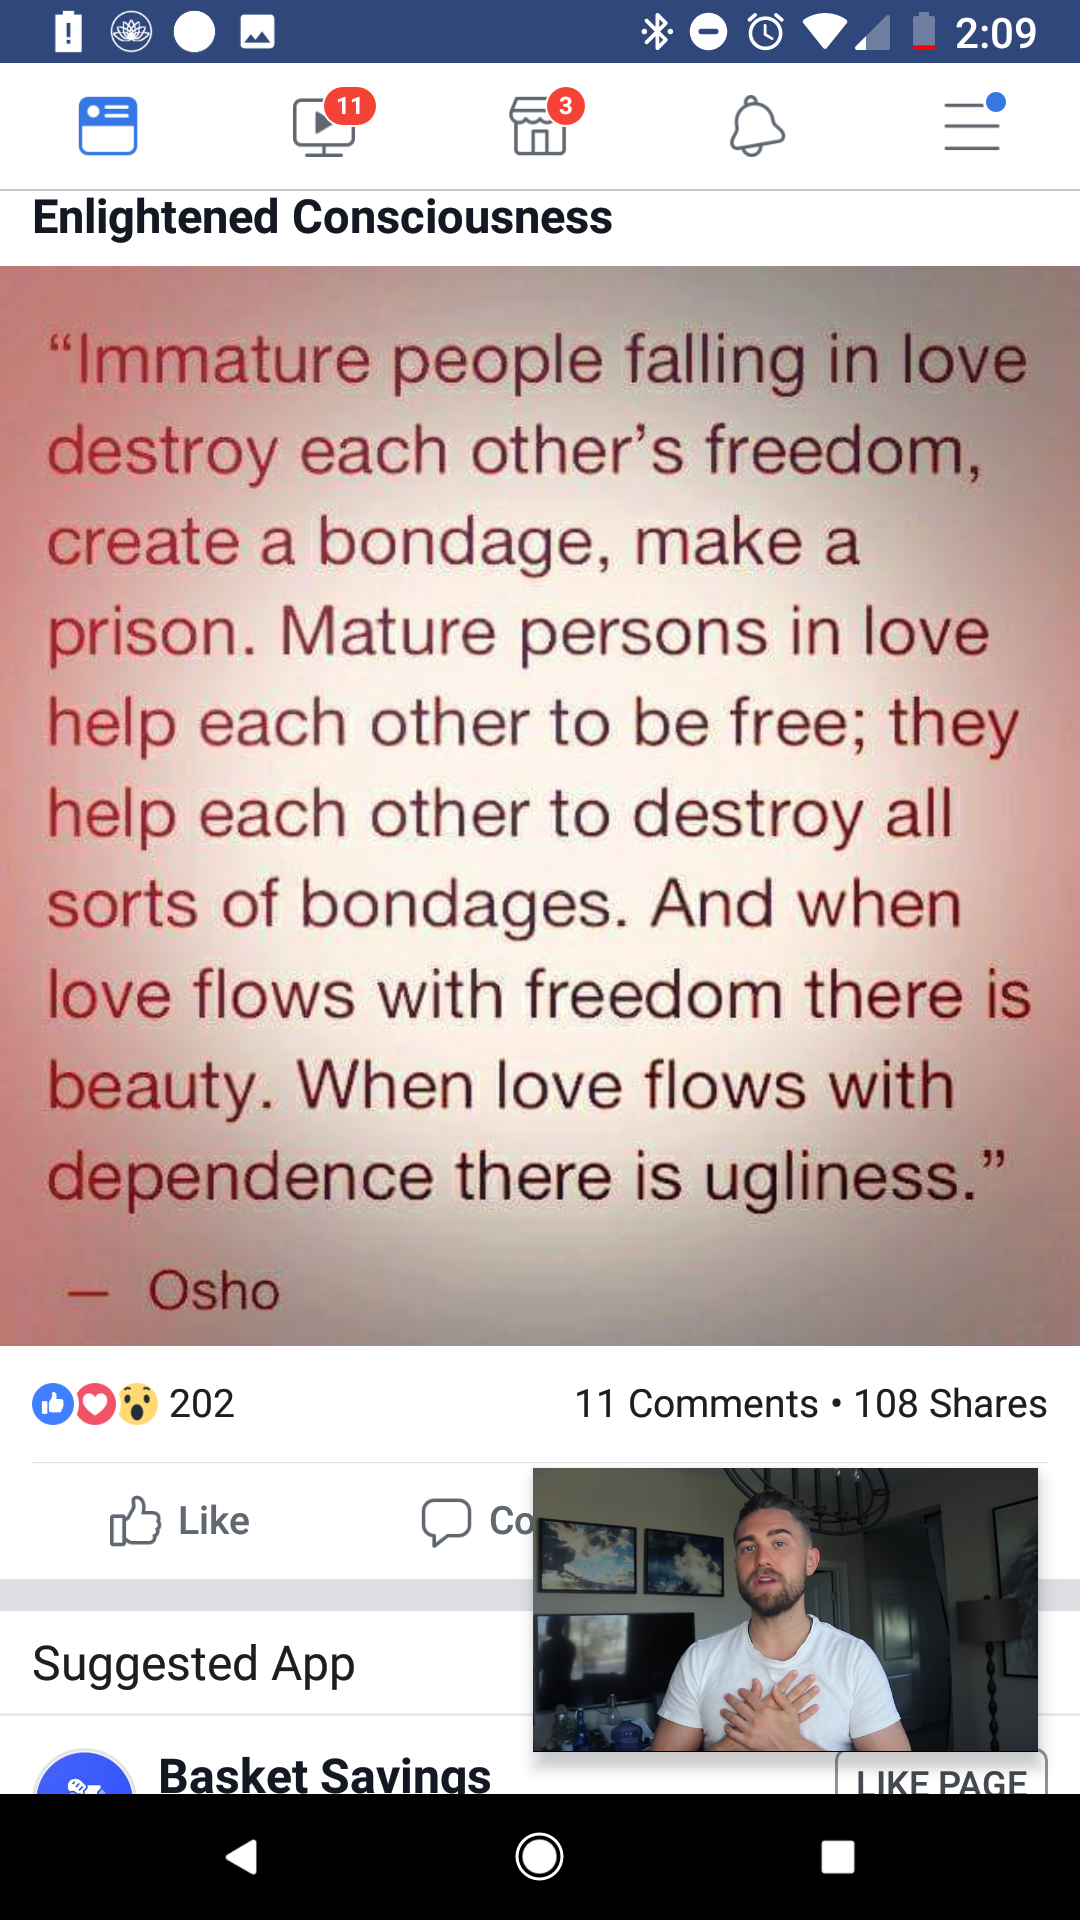 2:09
11
3
Enlightened Consciousness
“Immature people falling in love
destroy each other’s freedom,
create a bondage, make a
prison. Mature persons in love
help each other to be free; they
help each other to destroy all
sorts of bondages. And when
love flows with freedom there is
beauty. When love flows with
dependence there is ugliness.”
— Osho
202
11 Comments • 108 Shares
Like
Co
Suggested App
Basket Savings
LIKE PAGE